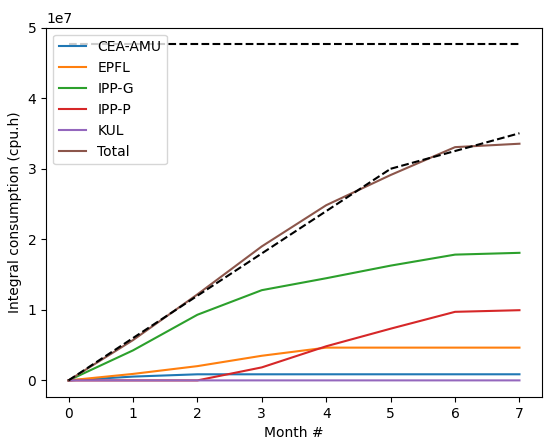 1e7
5
4
3
2
1
0
Integral consumption (cpu.h)
CEA-AMU
EPFL
IPP-G
IPP-P
KUL
Total
0 1 2 3 4 5 6 7
Month #